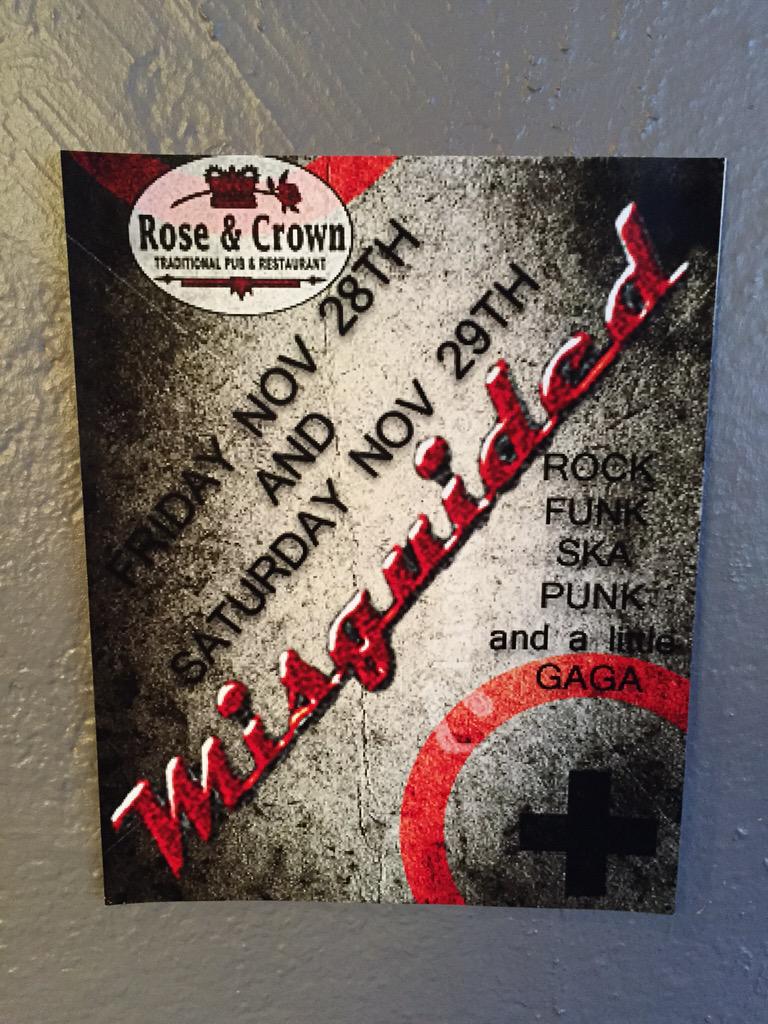 Rose & Crown
TRADITIONAL PUB & RESTAURANT
FRIDAY NOV 28TH
AND
SATURDAY NOV 29TH
Misguided
ROCK
FUNK
SKA
PUNK
and a little
GAGA